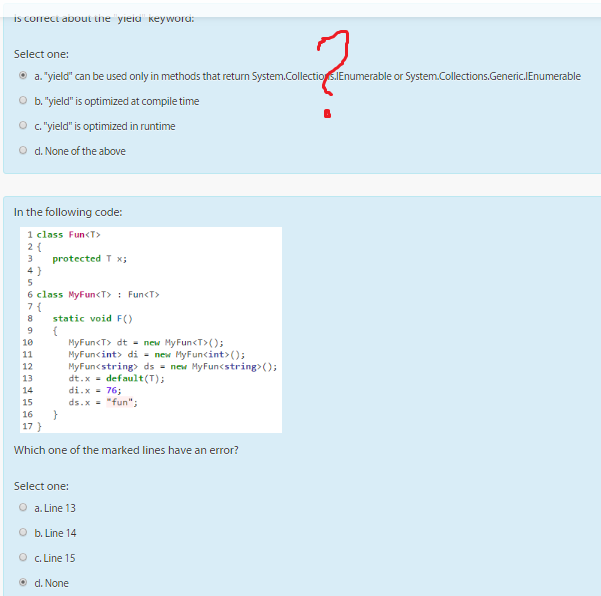 is correct about the "yield" keyword:
Select one:
a. "yield" can be used only in methods that return System.Collections.IEnumerable or System.Collections.Generic.IEnumerable
b. "yield" is optimized at compile time
c. "yield" is optimized in runtime
d. None of the above
?
In the following code:
1 class Fun<T>
2 {
3 protected T x;
4 }
5
6 class MyFun<T> : Fun<T>
7 {
8 static void F()
9 {
10 MyFun<T> dt = new MyFun<T>();
11 MyFun<int> di = new MyFun<int>();
12 MyFun<string> ds = new MyFun<string>();
13 dt.x = default(T);
14 di.x = 76;
15 ds.x = "fun";
16 }
17 }
Which one of the marked lines have an error?
Select one:
a. Line 13
b. Line 14
c. Line 15
d. None